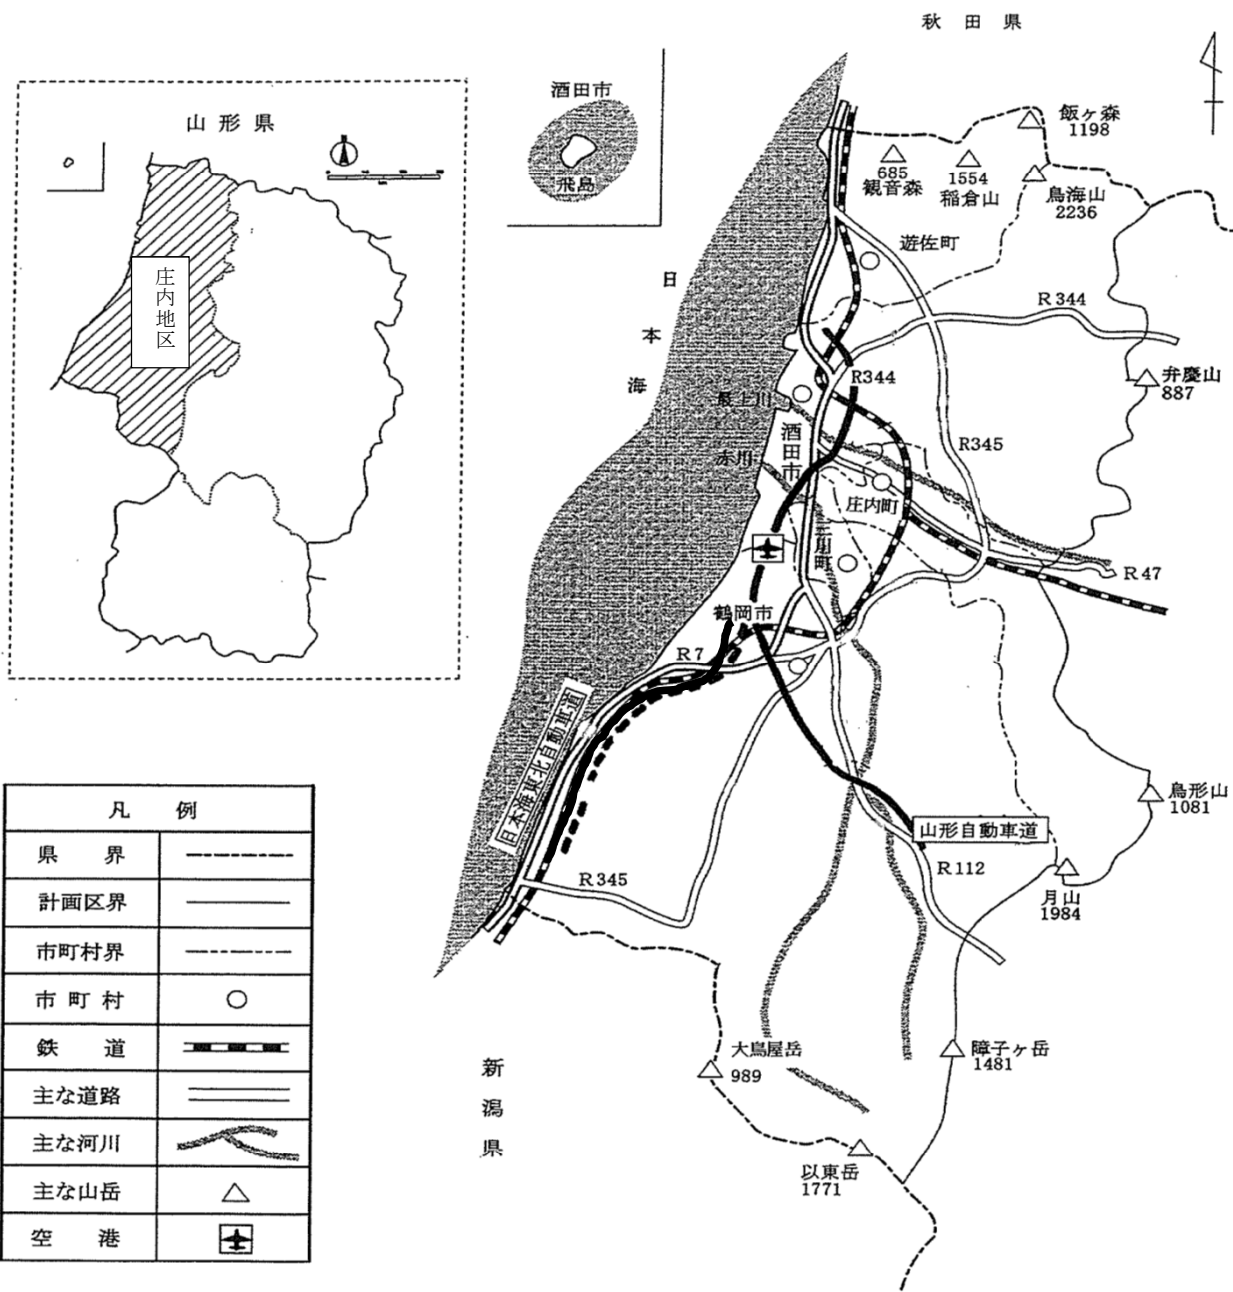 秋田県
山形県
庄内地区
酒田市
飛島
飯ヶ森
1198
685
観音森
1554
稲倉山
鳥海山
2236
遊佐町
日本海
R344
R344
弁慶山
887
最上川
酒田市
赤川
R345
庄内町
三川町
R47
鶴岡市
R7
日本海東北自動車道
鳥形山
1081
山形自動車道
R112
R345
月山
1984
大鳥屋岳
989
障子ヶ岳
1481
新潟県
以東岳
1771
凡例
県界
計画区界
市町村界
市町村
鉄道
主な道路
主な河川
主な山岳
空港